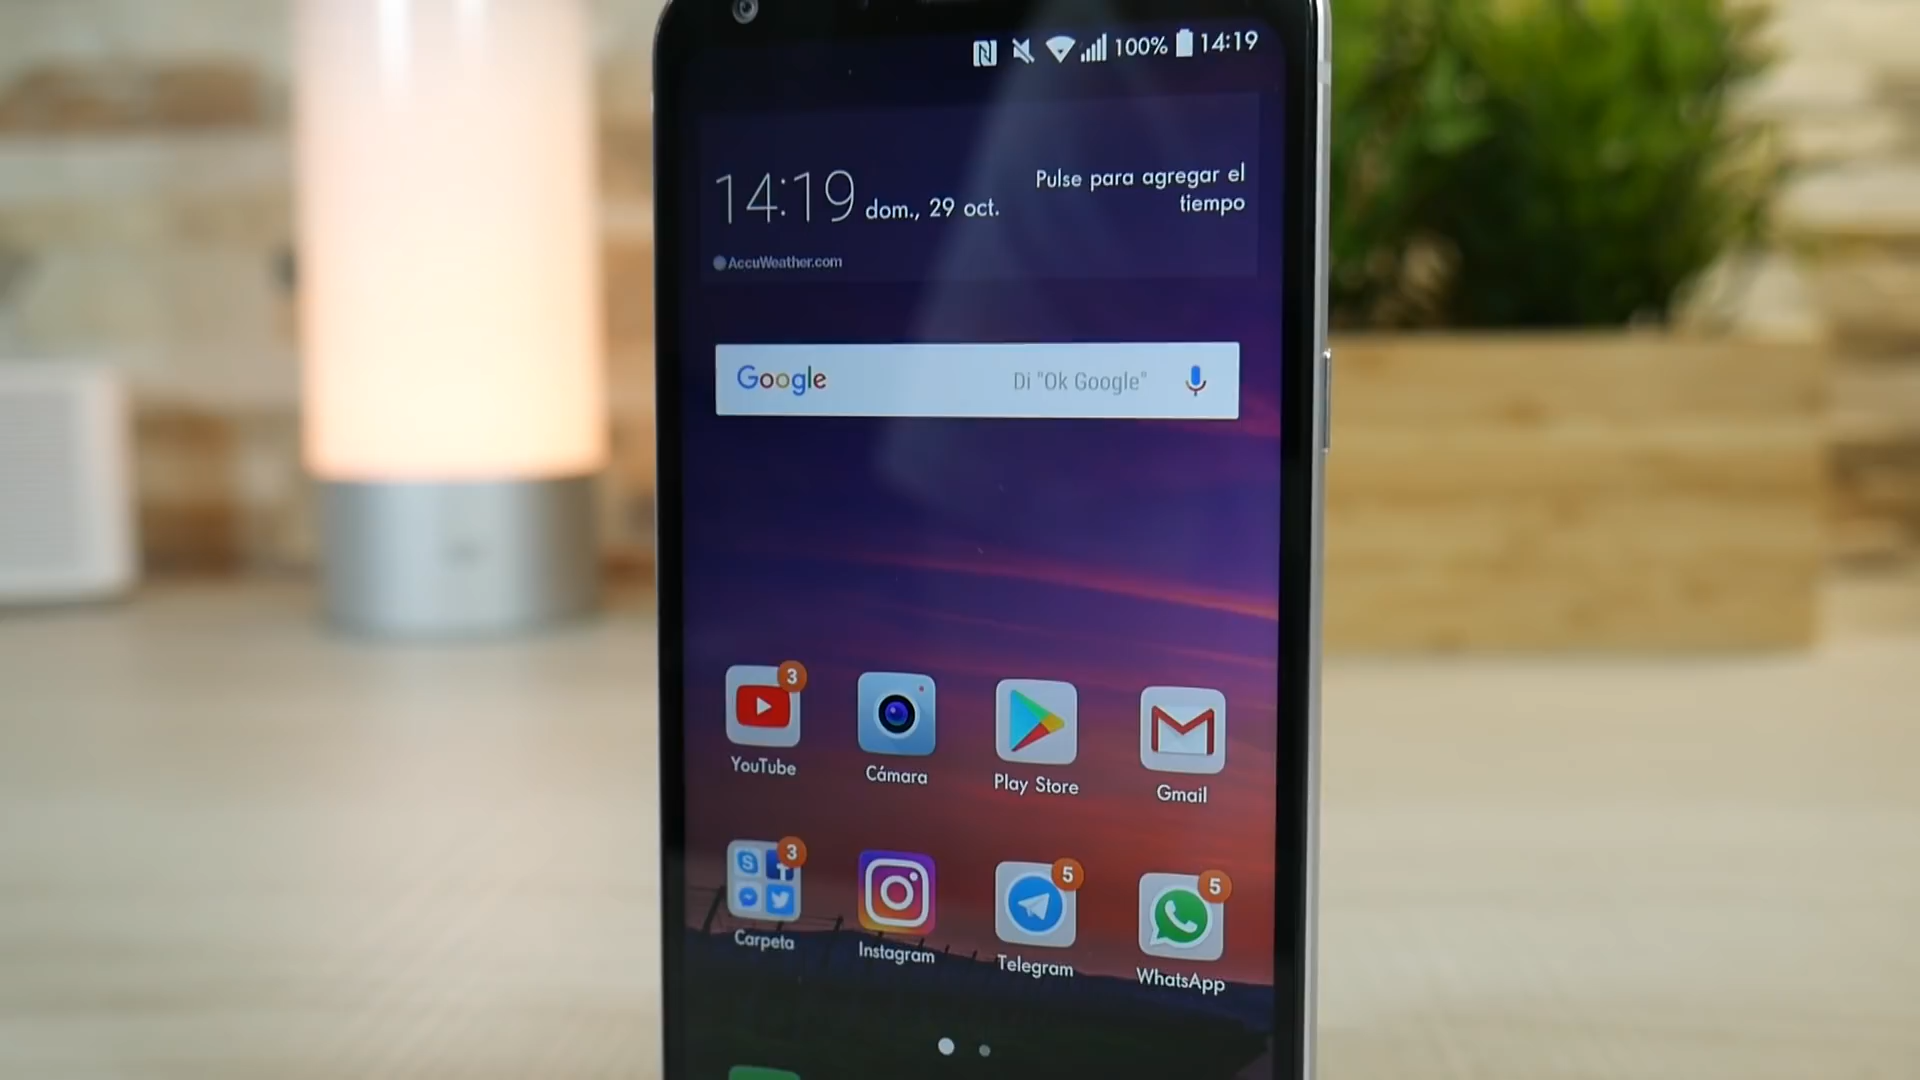 100% 14:19
14:19 dom., 29 oct.
Pulse para agregar el
tiempo
AccuWeather.com
Google Di "Ok Google"
3
YouTube
Cámara
Play Store
Gmail
3
Carpeta
Instagram
5
Telegram
5
WhatsApp